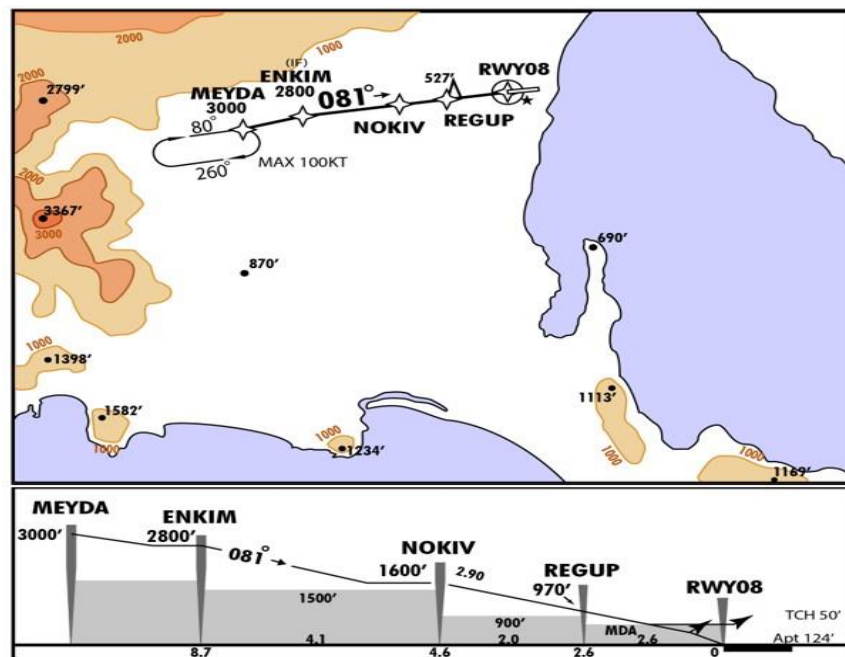 2000
1000
2000
2799'
(IF)
ENKIM
2800
MEYDA
3000
081°
527'
RWY08
NOKIV
REGUP
80°
260°
MAX 100KT
2000
3367'
3000
690'
870'
1000
1398'
1582'
1000
1000
1234'
1113'
1000
1000
1169'
MEYDA
3000'
ENKIM
2800'
081°
NOKIV
1600'
2.90
REGUP
970'
RWY08
1500'
900'
MDA
TCH 50'
Apt 124'
4.1
2.0
2.6
8.7
4.6
2.6
0